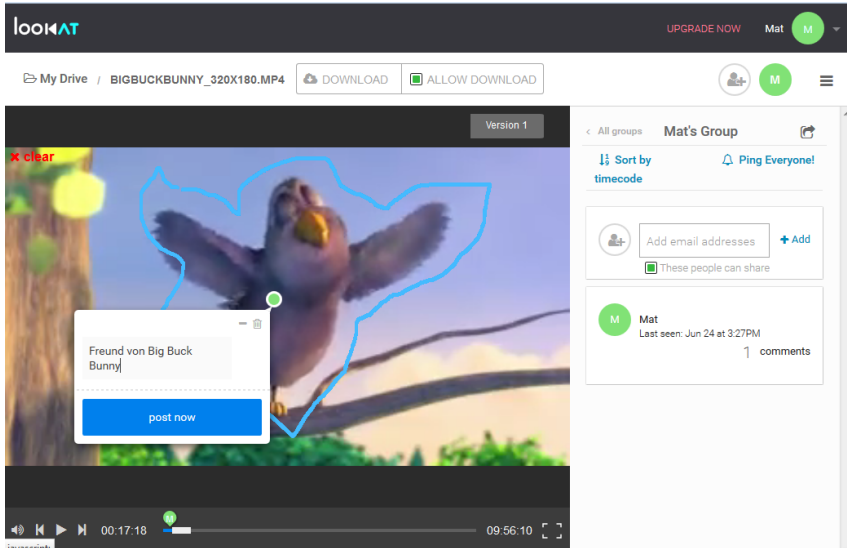 lookat
UPGRADE NOW
Mat
M
My Drive / BIGBUCKBUNNY_320X180.MP4
DOWNLOAD
ALLOW DOWNLOAD
M
Version 1
clear
Freund von Big Buck
Bunny
post now
M
00:17:18
09:56:10
All groups
Mat's Group
Sort by
timecode
Ping Everyone!
Add email addresses
+ Add
These people can share
M
Mat
Last seen: Jun 24 at 3:27PM
1 comments